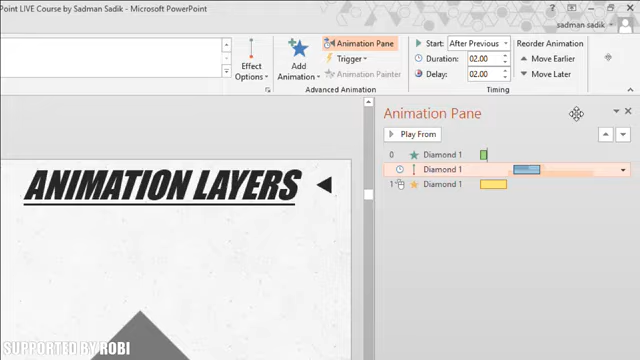 Point LIVE Course by Sadman Sadik - Microsoft PowerPoint
sadman sadik
Effect Options
Add Animation
Animation Pane
Trigger
Animation Painter
Advanced Animation
Start: After Previous
Duration: 02.00
Delay: 02.00
Reorder Animation
Move Earlier
Move Later
Timing
Animation Pane
Play From
0 Diamond 1
Diamond 1
1 Diamond 1
ANIMATION LAYERS
SUPPORTED BY ROBI